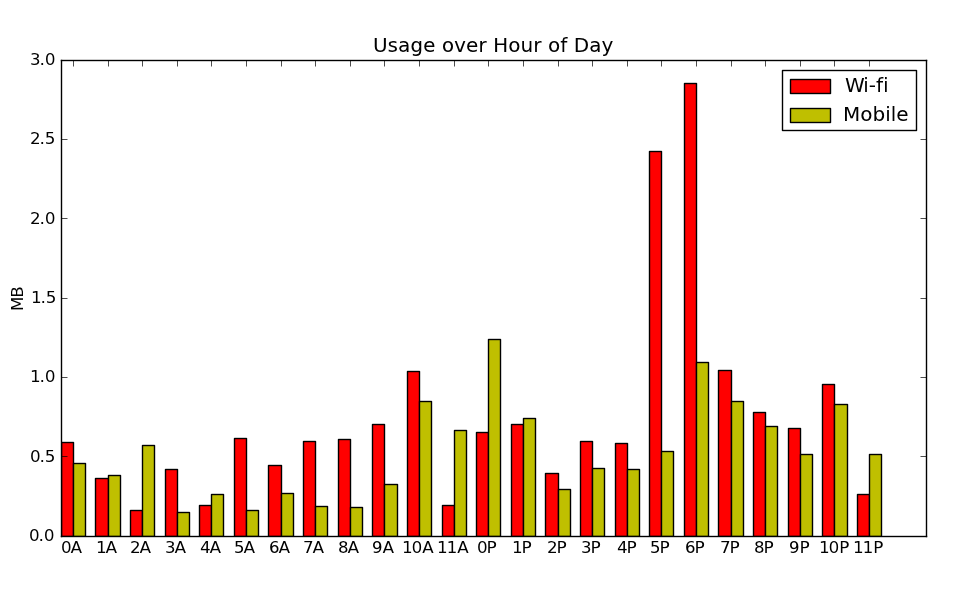 Usage over Hour of Day
Wi-fi
Mobile
MB
3.0
2.5
2.0
1.5
1.0
0.5
0.0
0A 1A 2A 3A 4A 5A 6A 7A 8A 9A 10A 11A 0P 1P 2P 3P 4P 5P 6P 7P 8P 9P 10P 11P